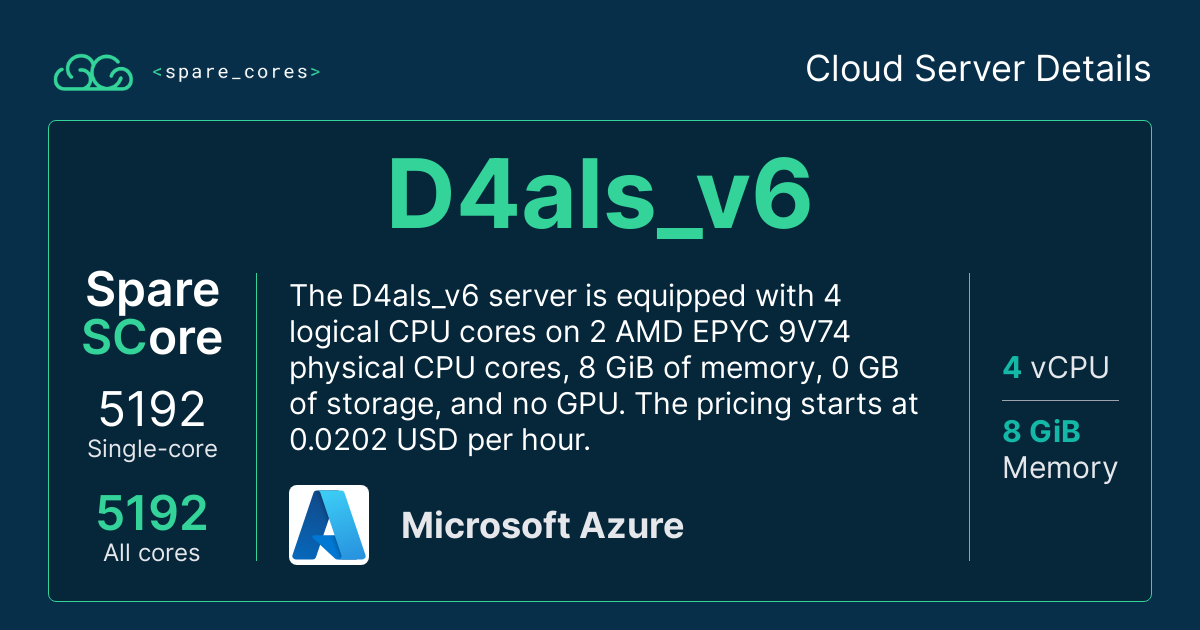 <spare_cores>
Cloud Server Details
D4als_v6
Spare
SCore
5192
Single-core
5192
All cores
The D4als_v6 server is equipped with 4
logical CPU cores on 2 AMD EPYC 9V74
physical CPU cores, 8 GiB of memory, 0 GB
of storage, and no GPU. The pricing starts at
0.0202 USD per hour.
Microsoft Azure
4 vCPU
8 GiB
Memory